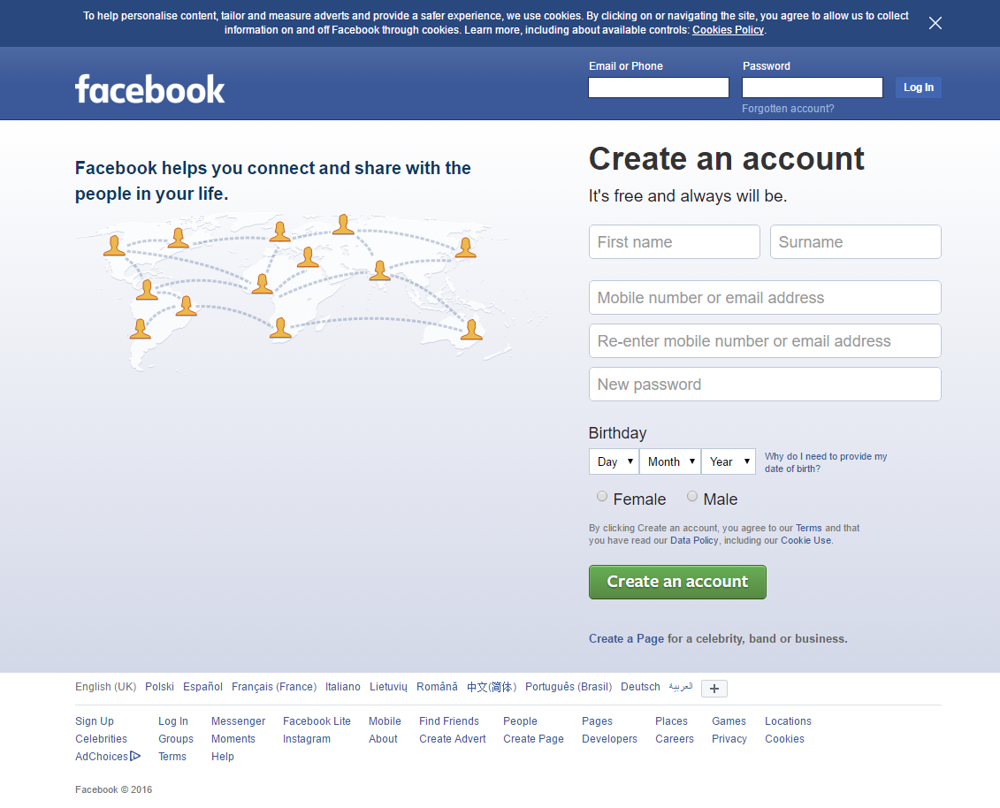 To help personalise content, tailor and measure adverts and provide a safer experience, we use cookies. By clicking on or navigating the site, you agree to allow us to collect
information on and off Facebook through cookies. Learn more, including about available controls: Cookies Policy.
facebook
Email or Phone
Password
Log In
Forgotten account?
Facebook helps you connect and share with the
people in your life.
Create an account
It's free and always will be.
First name
Surname
Mobile number or email address
Re-enter mobile number or email address
New password
Birthday
Day Month Year
Why do I need to provide my
date of birth?
Female Male
By clicking Create an account, you agree to our Terms and that
you have read our Data Policy, including our Cookie Use.
Create an account
Create a Page for a celebrity, band or business.
English (UK) Polski Español Français (France) Italiano Lietuvių Română 中文(简体) Português (Brasil) Deutsch العربية +
Sign Up Log In Messenger Facebook Lite Mobile Find Friends People Pages Places Games Locations
Celebrities Groups Moments Instagram About Create Advert Create Page Developers Careers Privacy Cookies
AdChoices Terms Help
Facebook © 2016